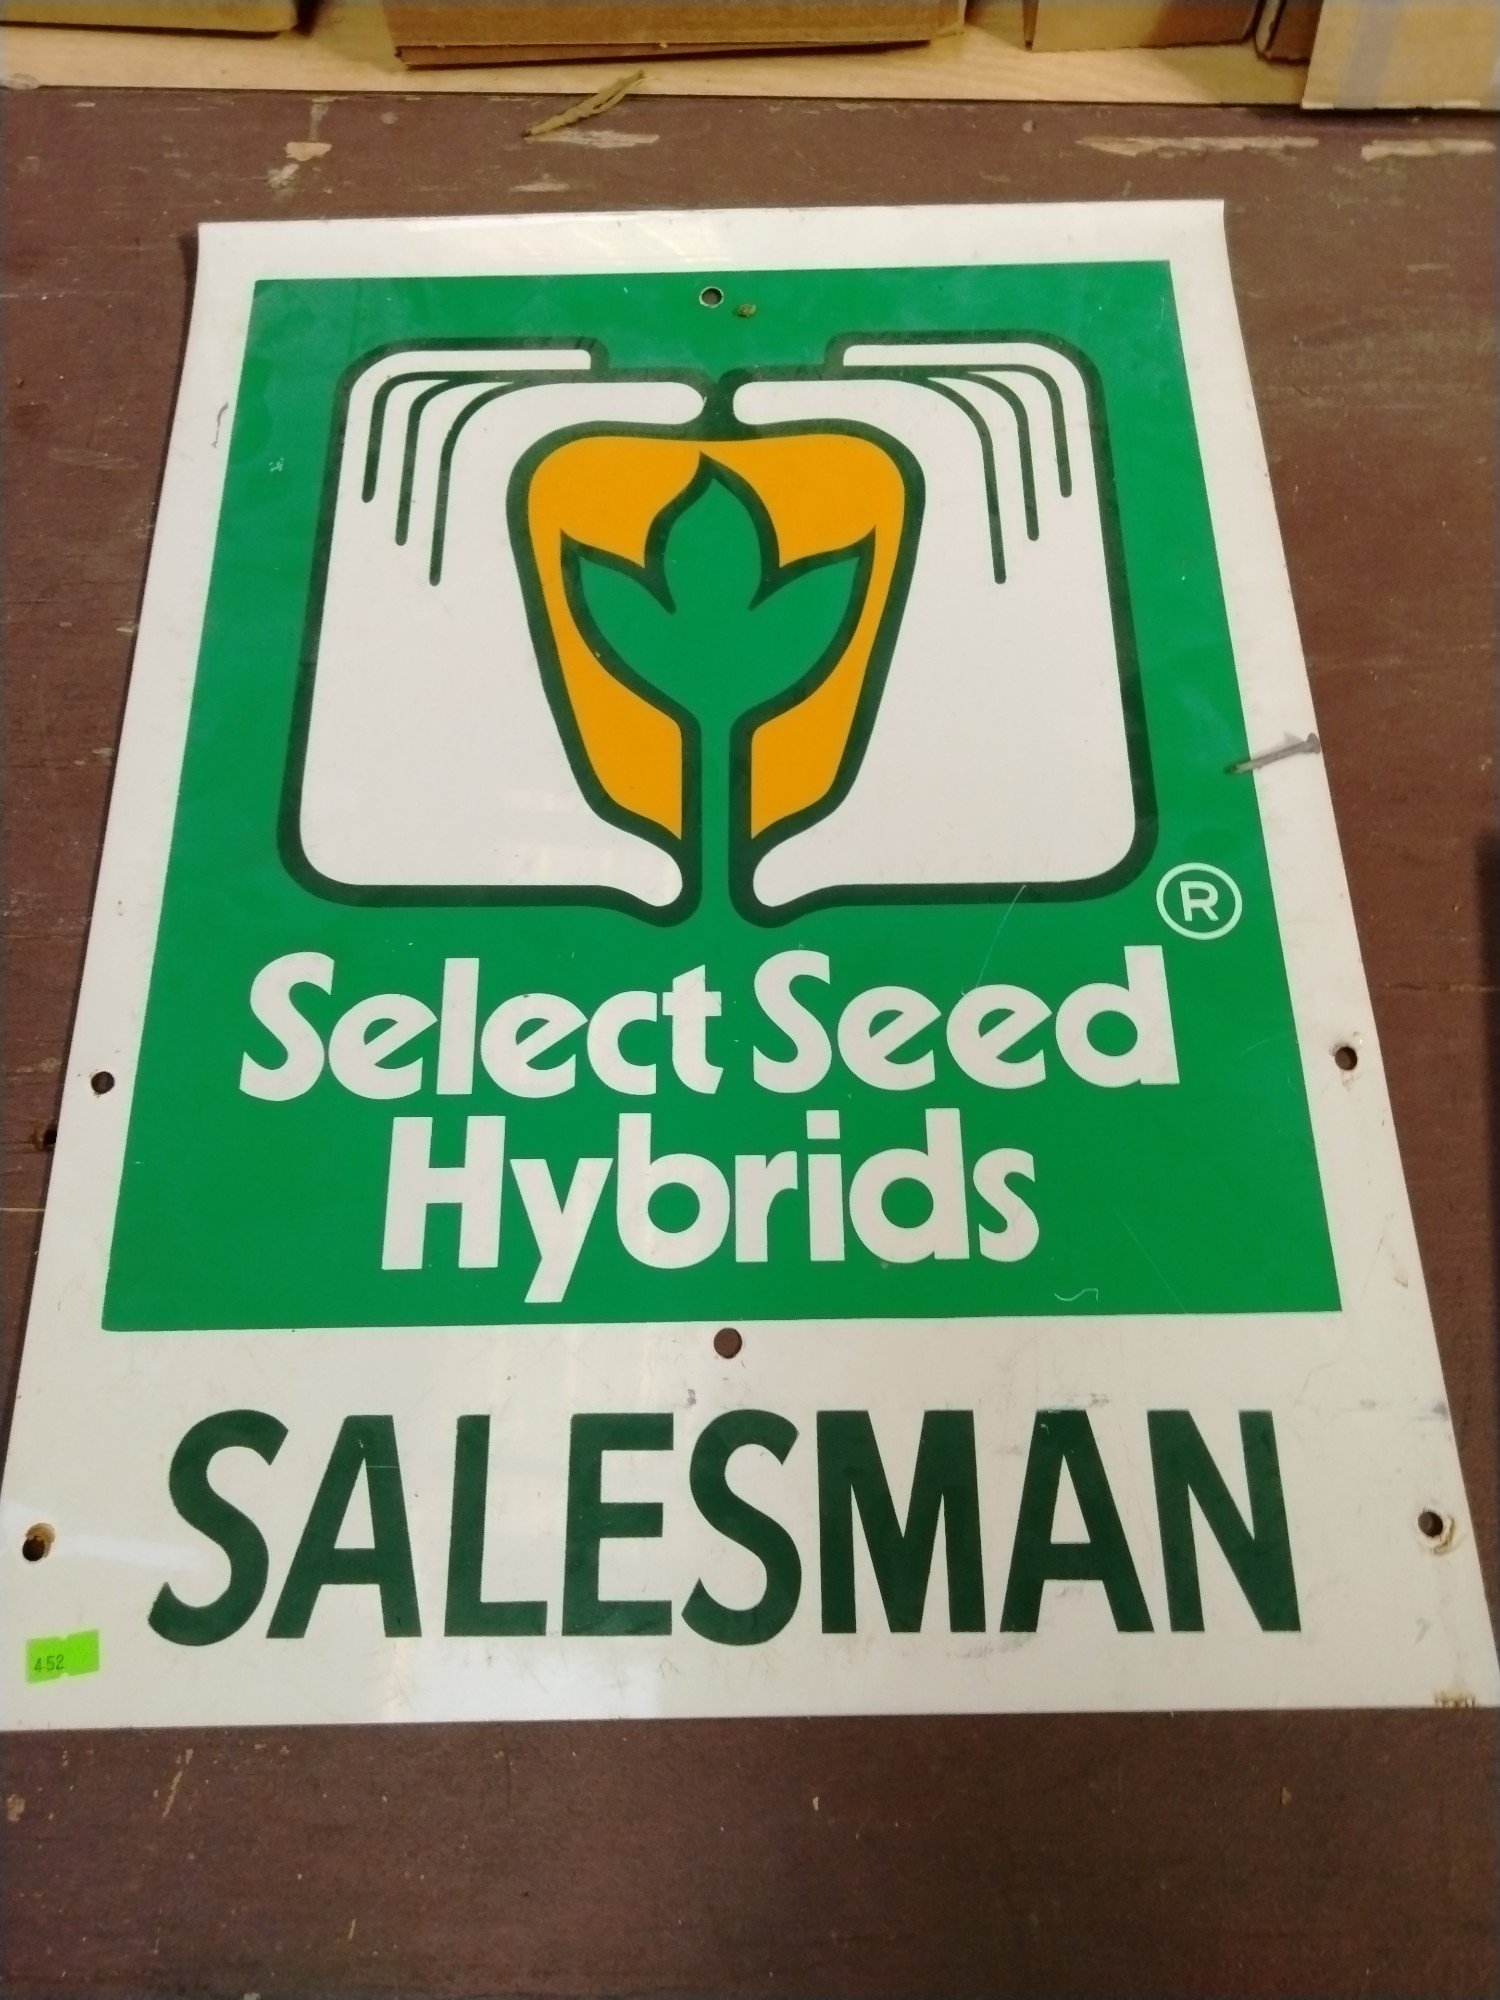 ®
Select Seed
Hybrids
SALESMAN
452